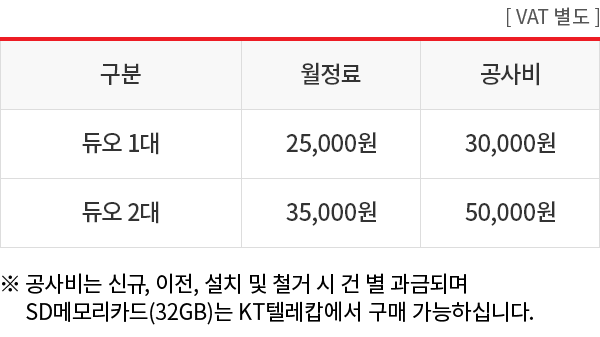 [ VAT 별도 ]
구분 월정료 공사비
듀오 1대 25,000원 30,000원
듀오 2대 35,000원 50,000원
※ 공사비는 신규, 이전, 설치 및 철거 시 건 별 과금되며
SD메모리카드(32GB)는 KT텔레캅에서 구매 가능하십니다.